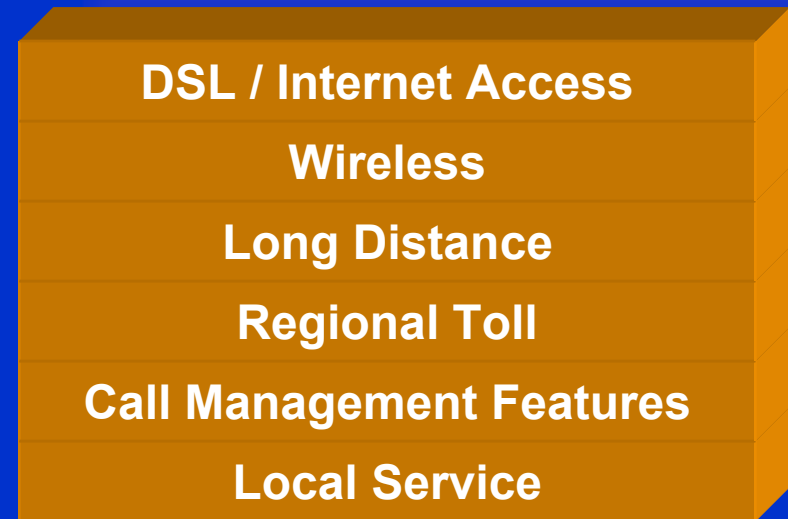 DSL / Internet Access
Wireless
Long Distance
Regional Toll
Call Management Features
Local Service